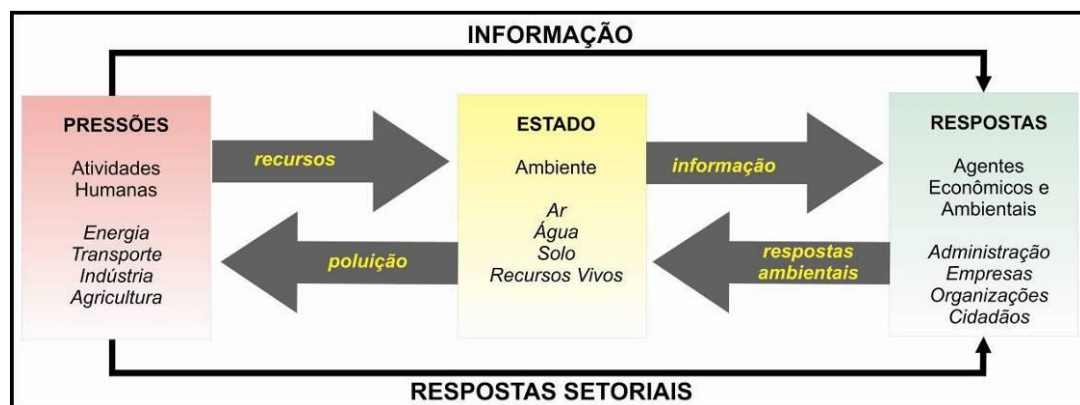 INFORMAÇÃO
PRESSÕES
Atividades
Humanas
Energia
Transporte
Indústria
Agricultura
recursos
poluição
ESTADO
Ambiente
Ar
Água
Solo
Recursos Vivos
informação
respostas
ambientais
RESPOSTAS
Agentes
Econômicos e
Ambientais
Administração
Empresas
Organizações
Cidadãos
RESPOSTAS SETORIAIS